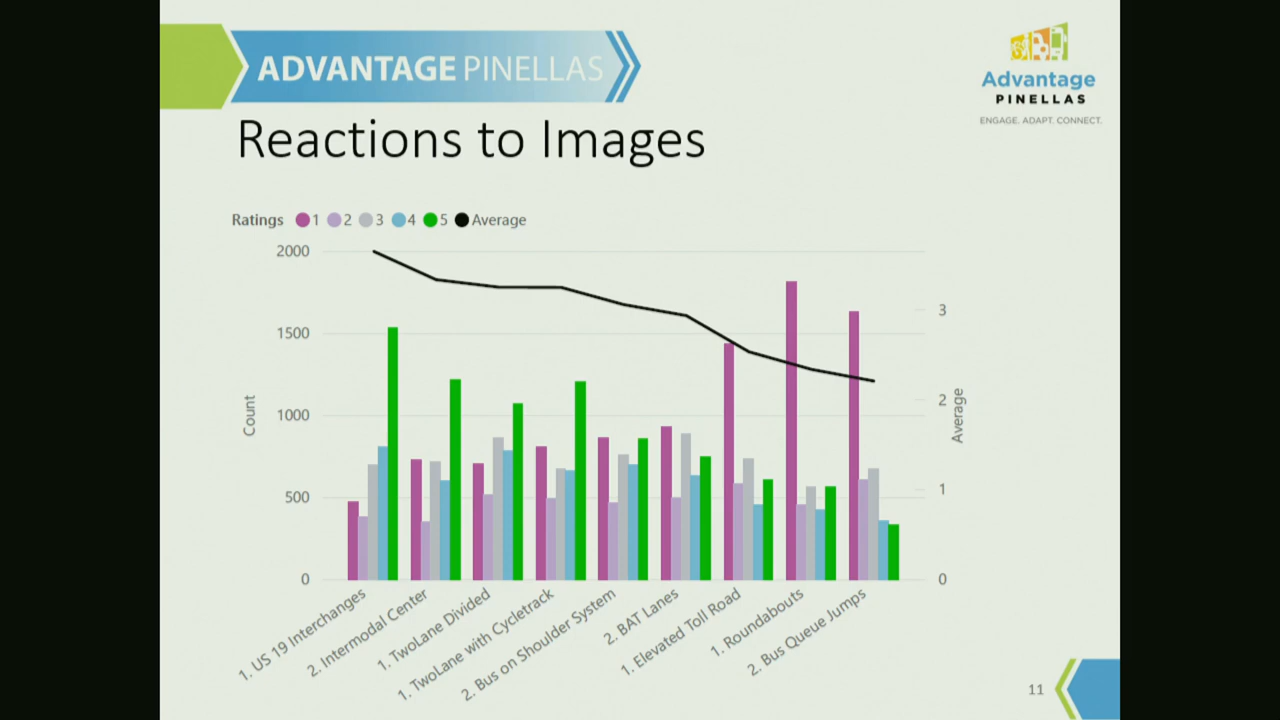 ADVANTAGE PINELLAS
Advantage
PINELLAS
ENGAGE. ADAPT. CONNECT.
Reactions to Images
Ratings 1 2 3 4 5 Average
2000
1500
1000
500
0
Count
3
2
1
0
Average
1. US 19 Interchanges
2. Intermodal Center
1. TwoLane Divided
1. TwoLane with Cycletrack
2. Bus on Shoulder System
2. BAT Lanes
1. Elevated Toll Road
1. Roundabouts
2. Bus Queue Jumps
11